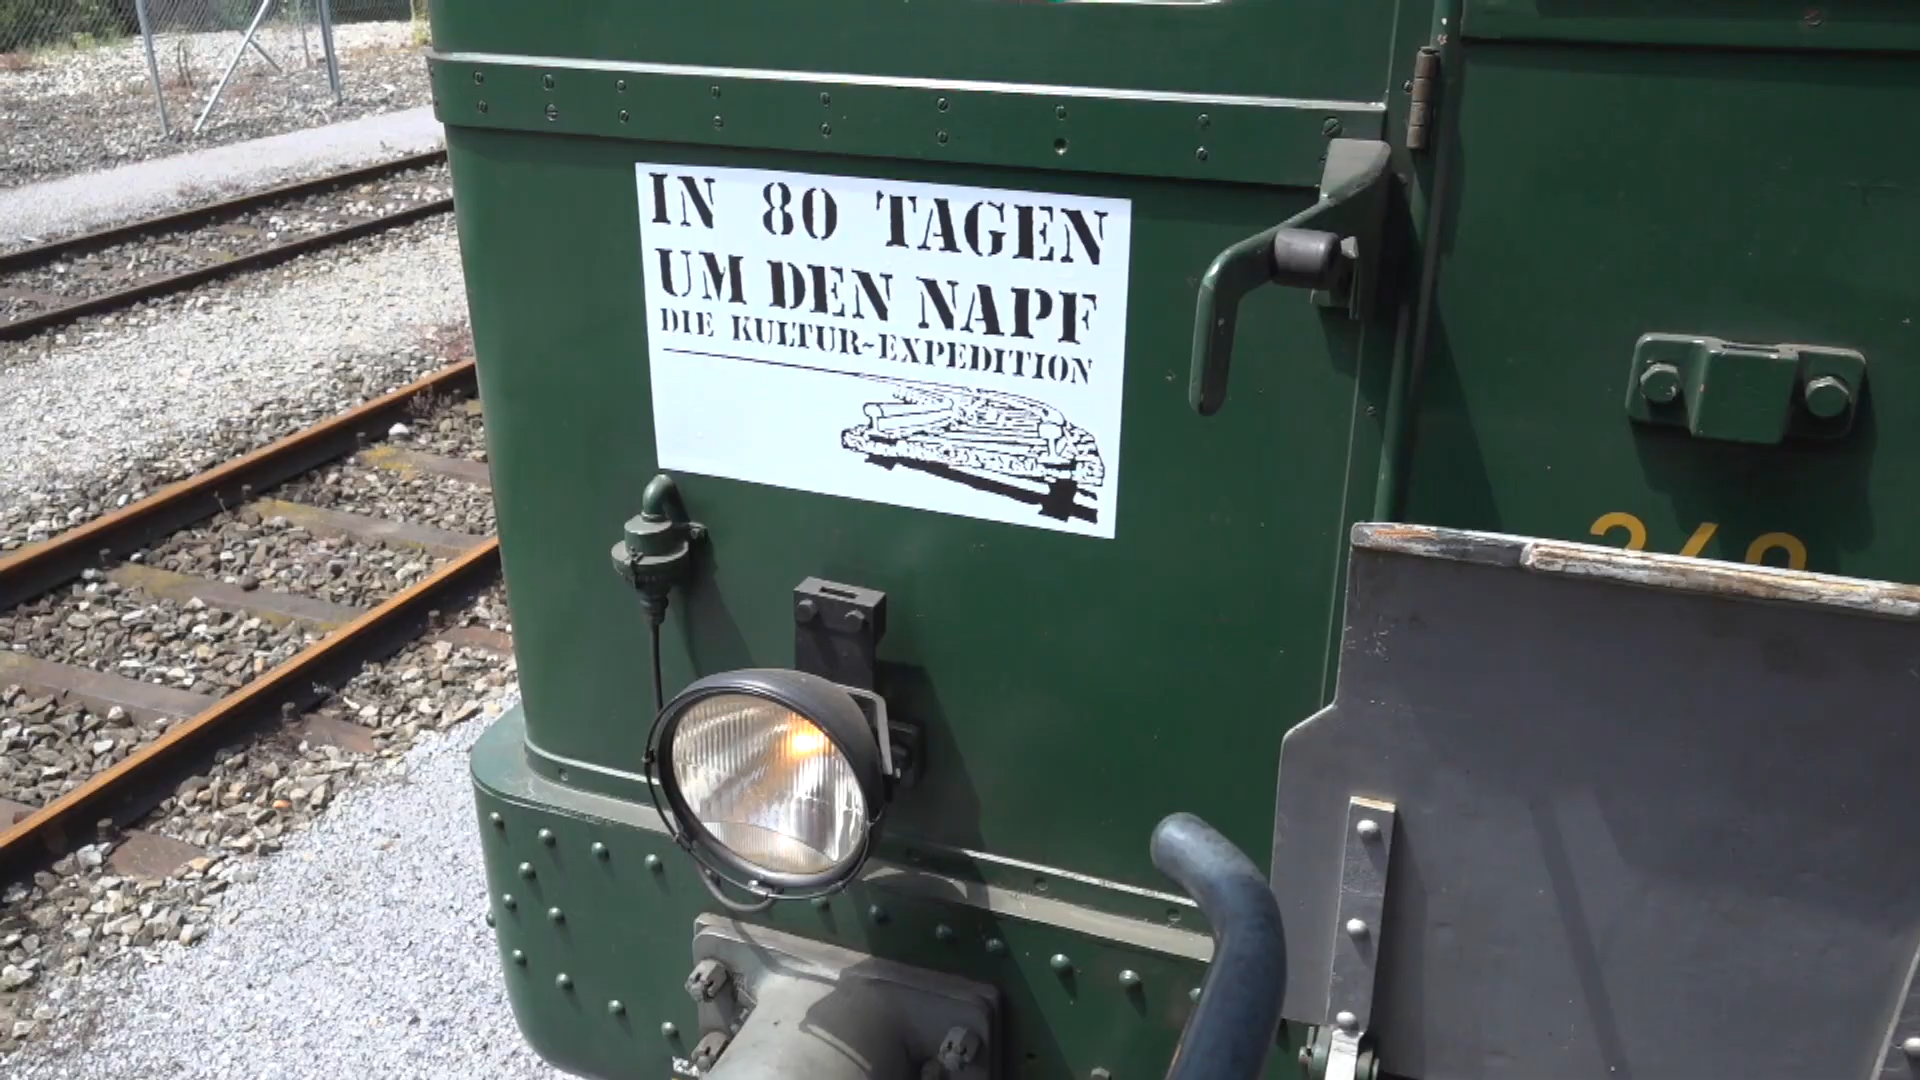 IN 80 TAGEN
UM DEN NAPF
DIE KULTUR-EXPEDITION